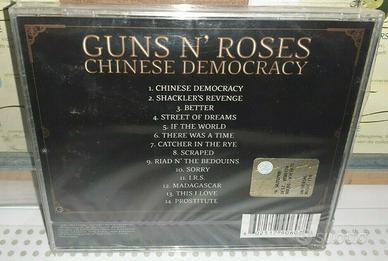 GUNS N' ROSES
CHINESE DEMOCRACY
1. CHINESE DEMOCRACY
2. SHACKLER'S REVENGE
3. BETTER
4. STREET OF DREAMS
5. IF THE WORLD
6. THERE WAS A TIME
7. CATCHER IN THE RYE
8. SCRAPED
9. RIAD N' THE BEDOUINS
10. SORRY
11. I.R.S.
12. MADAGASCAR
13. THIS I LOVE
14. PROSTITUTE